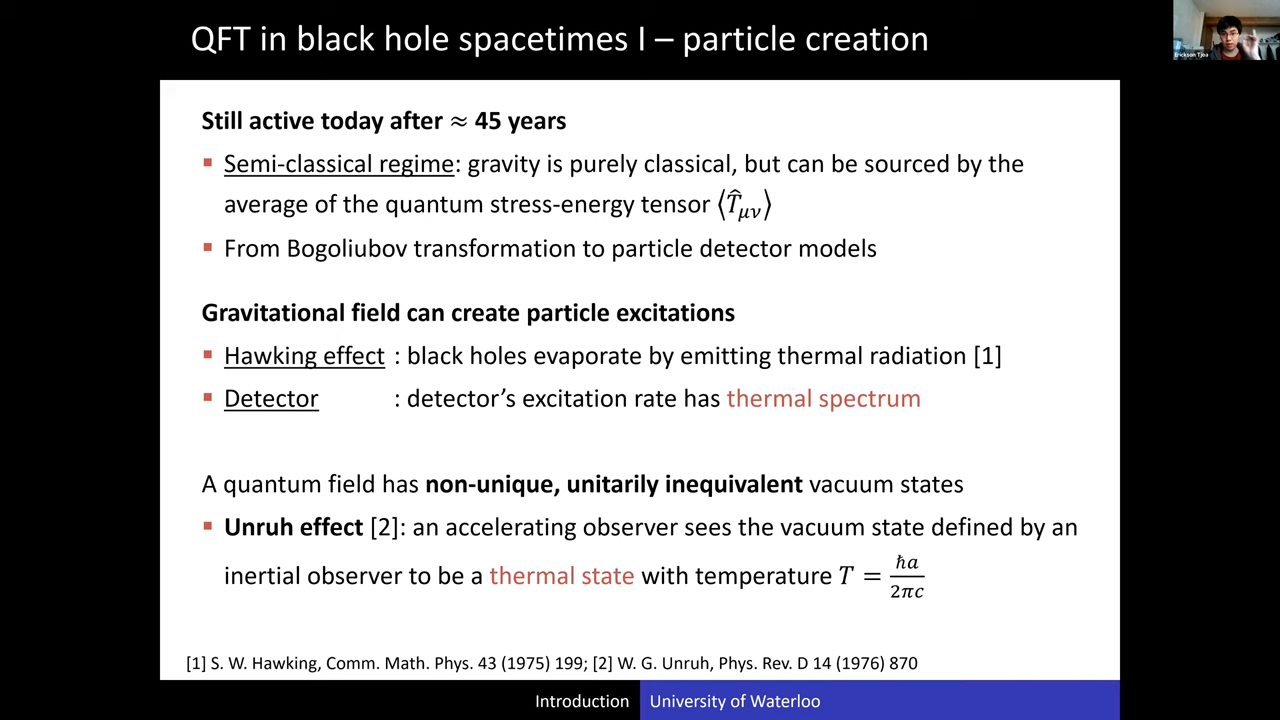 QFT in black hole spacetimes I – particle creation
Erickson Tjoa
Still active today after ≈ 45 years
▪ Semi-classical regime: gravity is purely classical, but can be sourced by the
average of the quantum stress-energy tensor ⟨T̂_μν⟩
▪ From Bogoliubov transformation to particle detector models
Gravitational field can create particle excitations
▪ Hawking effect : black holes evaporate by emitting thermal radiation [1]
▪ Detector : detector’s excitation rate has thermal spectrum
A quantum field has non-unique, unitarily inequivalent vacuum states
▪ Unruh effect [2]: an accelerating observer sees the vacuum state defined by an
inertial observer to be a thermal state with temperature T = ħa/2πc
[1] S. W. Hawking, Comm. Math. Phys. 43 (1975) 199; [2] W. G. Unruh, Phys. Rev. D 14 (1976) 870
Introduction University of Waterloo